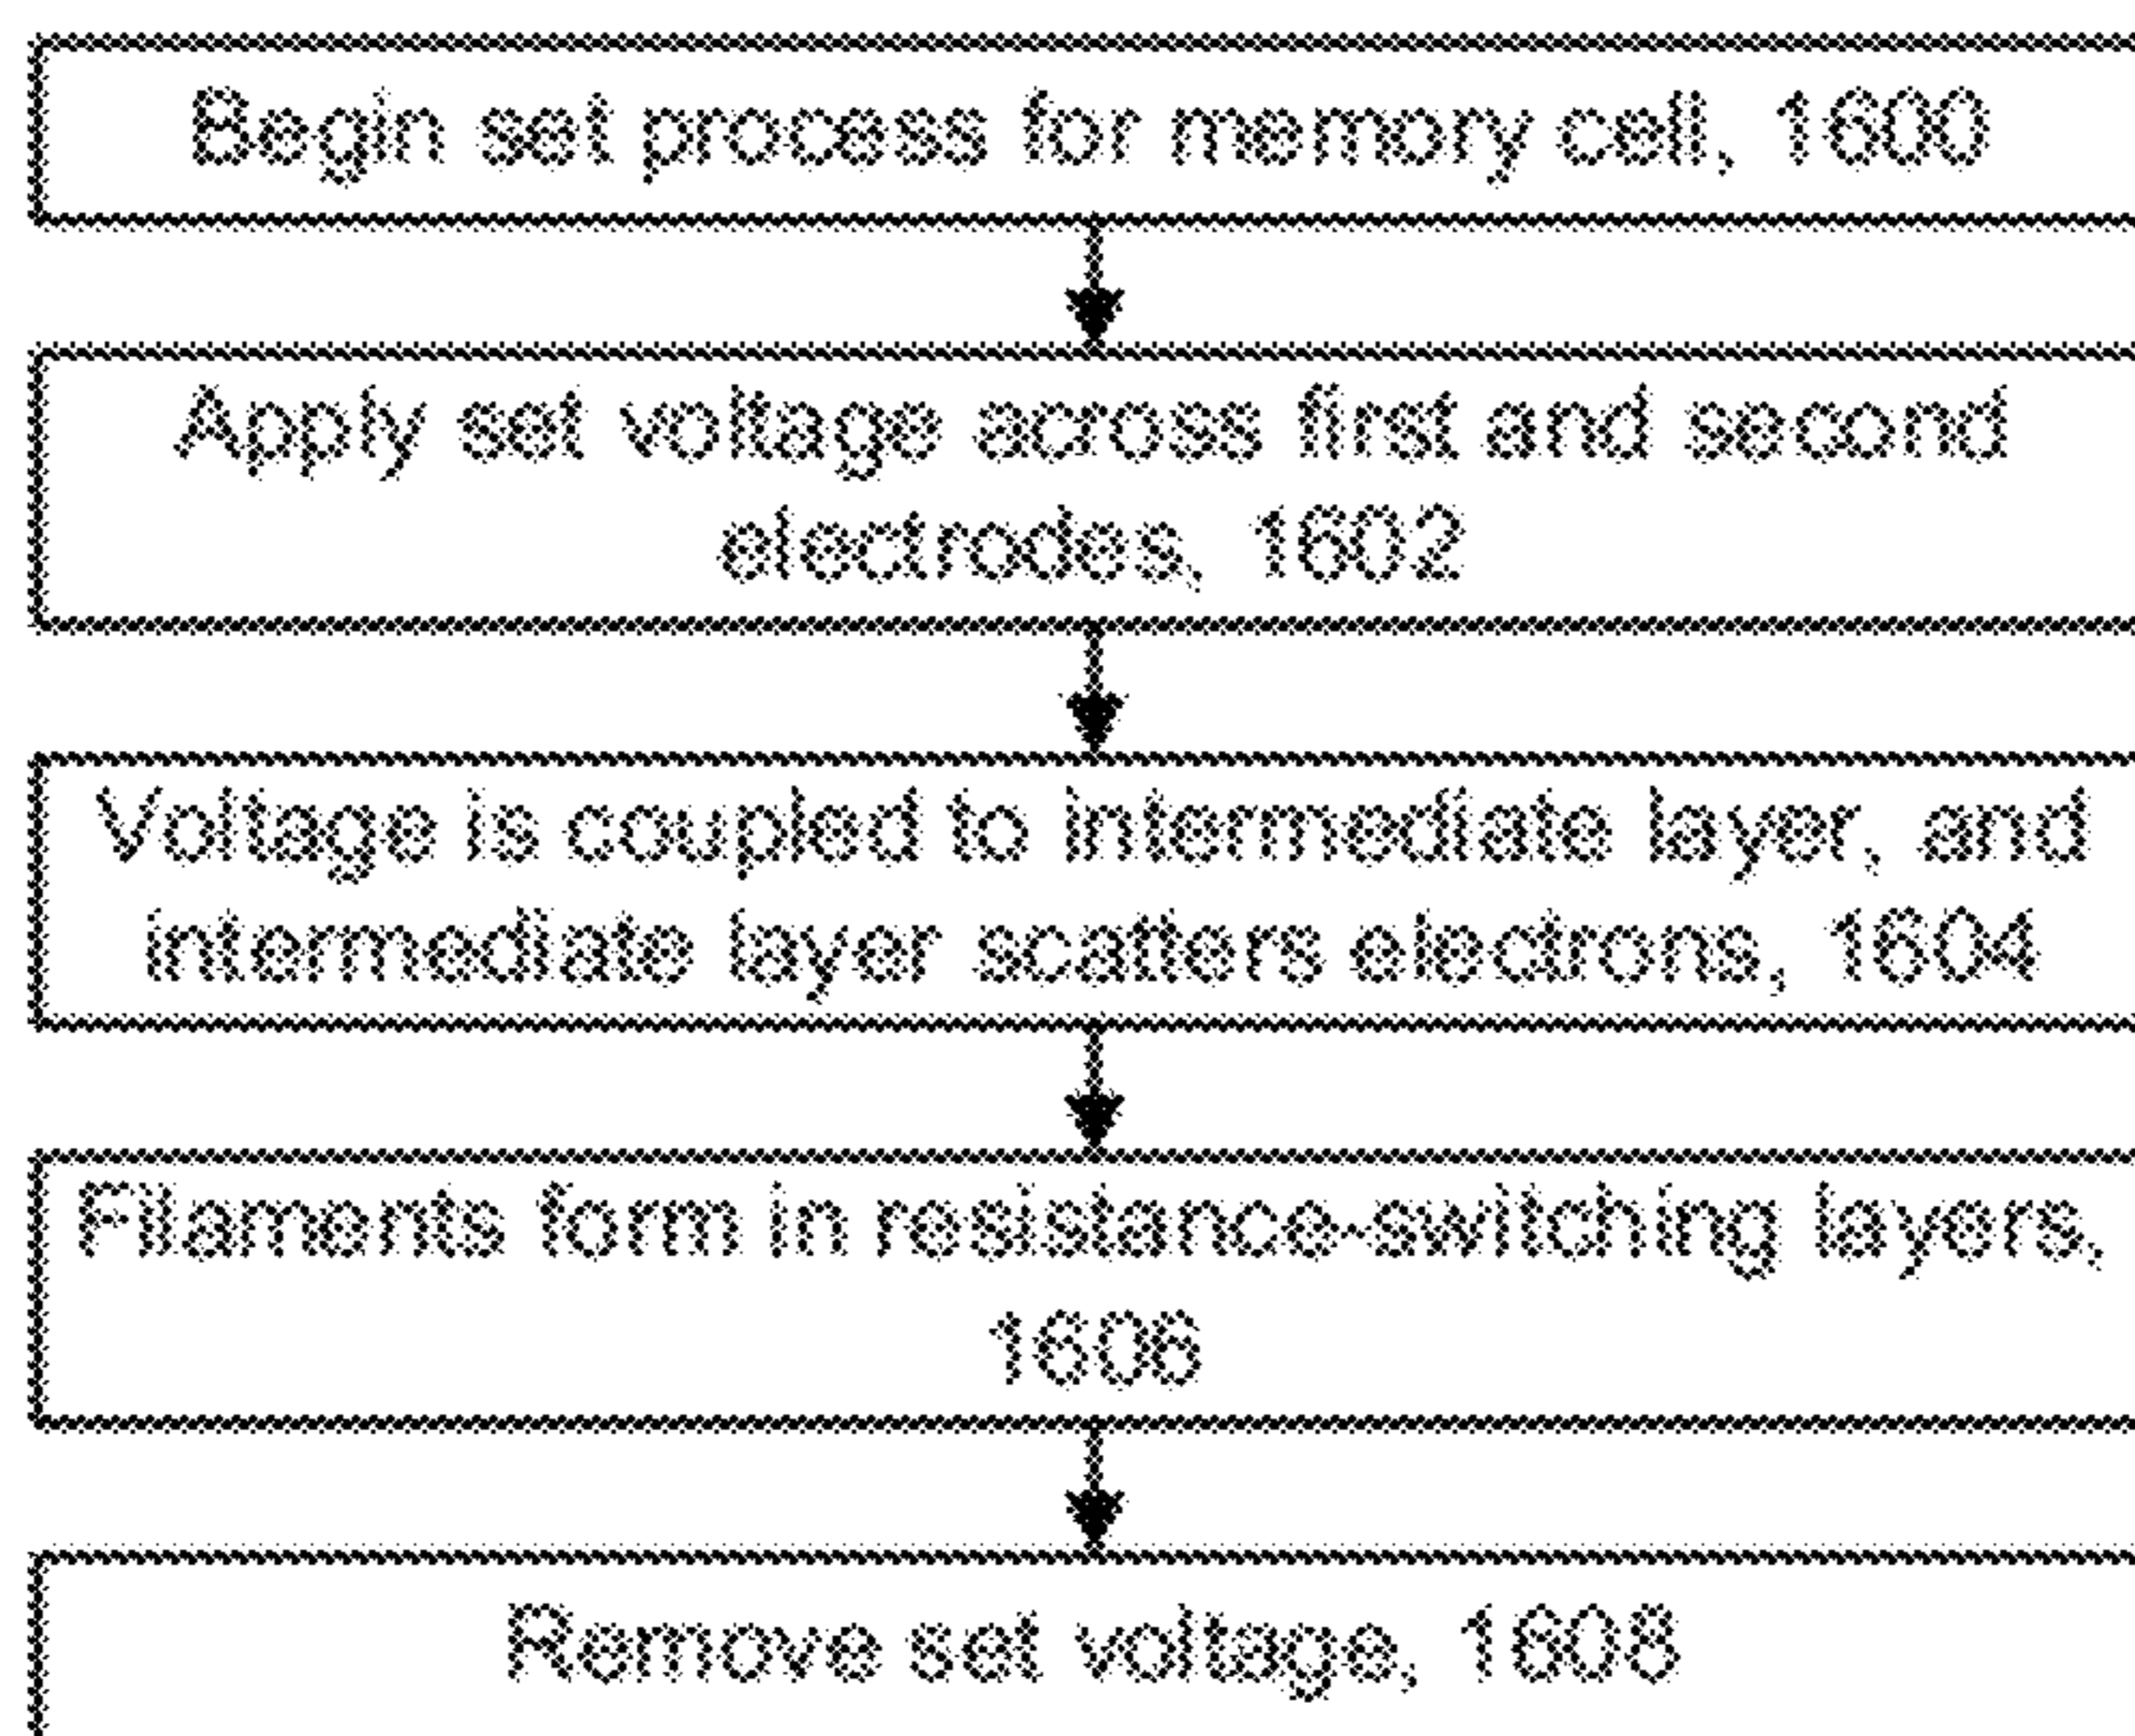 Begin set process for memory cell, 1600
Apply set voltage across first and second
electrodes, 1602
Voltage is coupled to intermediate layer, and
intermediate layer scatters electrons, 1604
Filaments form in resistance-switching layers,
1606
Remove set voltage, 1608